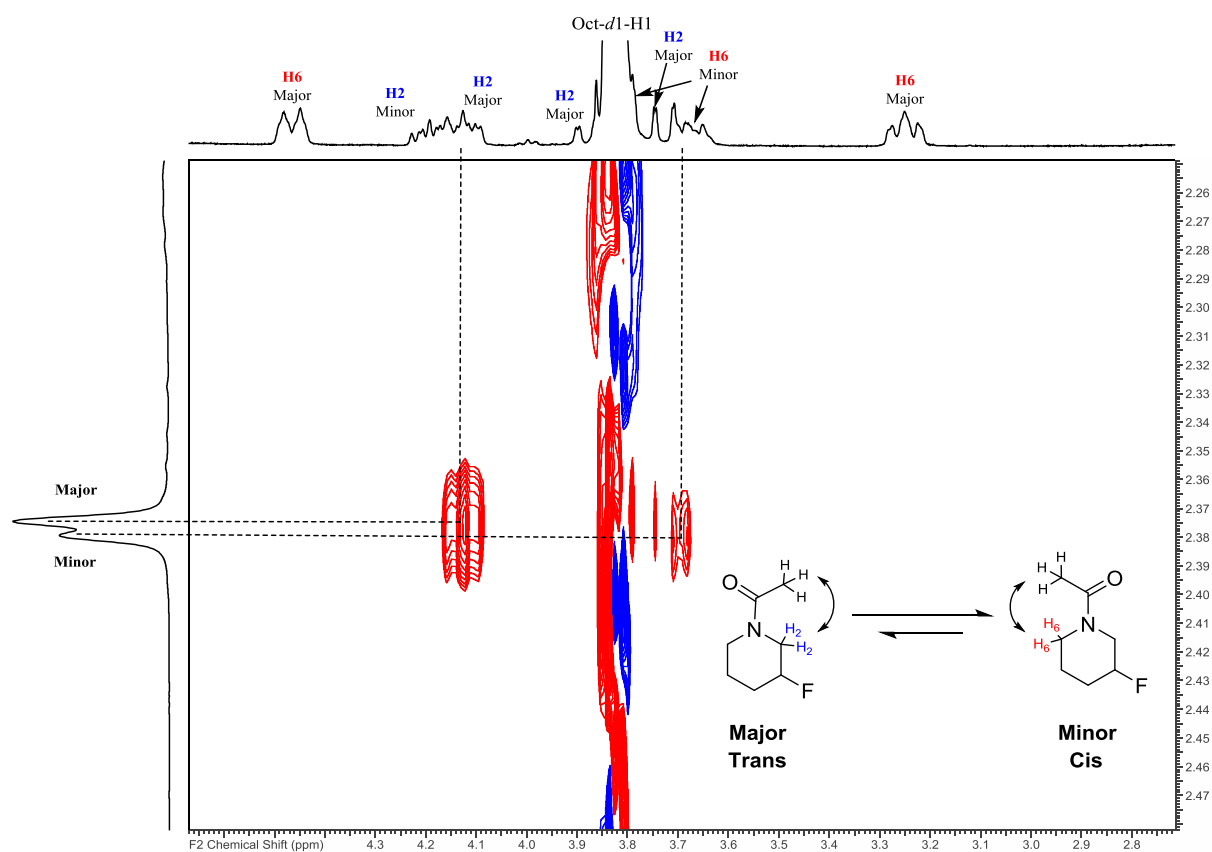 Oct-d1-H1
H6
Major
H2
Minor
H2
Major
H2
Major
H2
Major
H6
Minor
H6
Major
2.26
2.27
2.28
2.29
2.30
2.31
2.32
2.33
2.34
2.35
2.36
2.37
2.38
2.39
2.40
2.41
2.42
2.43
2.44
2.45
2.46
2.47
Major
Minor
O
H
H
H
N
H2
H2
F
Major
Trans
H
H
H
O
H6
H6
N
F
Minor
Cis
F2 Chemical Shift (ppm)
4.3
4.2
4.1
4.0
3.9
3.8
3.7
3.6
3.5
3.4
3.3
3.2
3.1
3.0
2.9
2.8